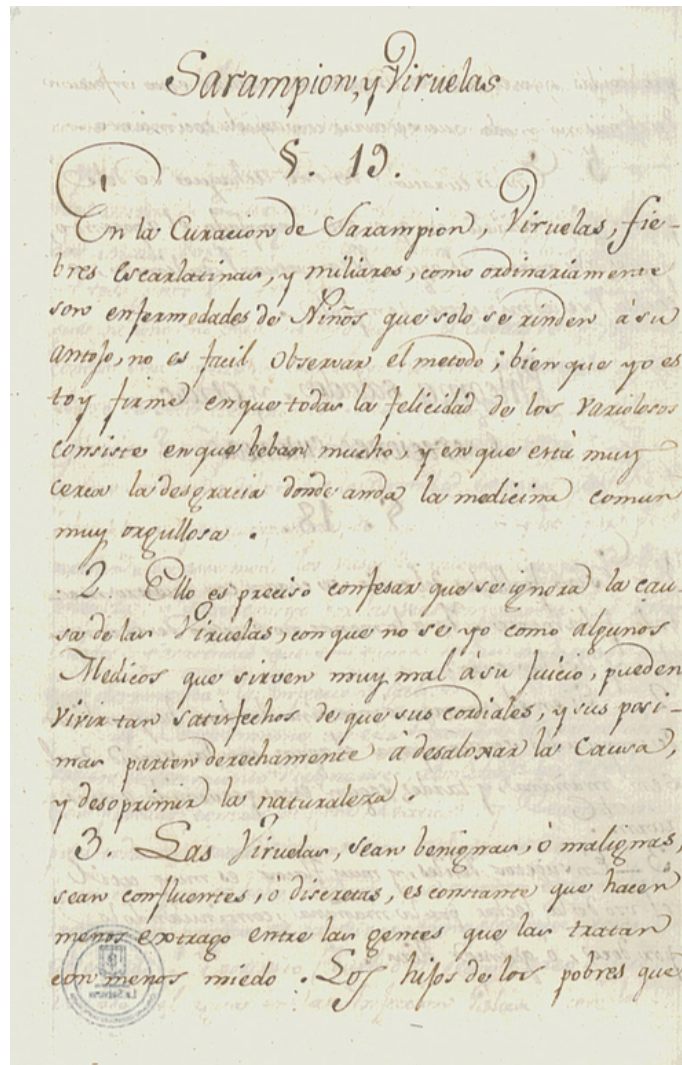 Sarampion, y Viruelas
§. 19.
En la Curacion de Sarampion, Viruelas, fie-
bres escarlatinas, y miliares, como ordinariamente
son enfermedades de Niños que solo se rinden à su
antojo, no es facil observar el metodo; bien que yo es
toy firme en que toda la felicidad de los variolosos
consiste en que beban mucho, y en que està muy
cerca la desgracia donde anda la medicina comun
muy orgullosa.
2. Ello es preciso confesar que se ignora la cau-
sa de las Viruelas, con que no se yo como algunos
Medicos que sirven muy mal à su Juicio, pueden
vivir tan satisfechos de que sus cordiales, y sus posi-
mas parten derechamente à desaloxar la Causa,
y desoprimir la naturaleza.
3. Las Viruelas, sean benignas, ò malignas,
sean confluentes, ò discretas, es constante que hacen
menos extrago entre las gentes que las tratan
con menos miedo. Los hijos de los pobres que